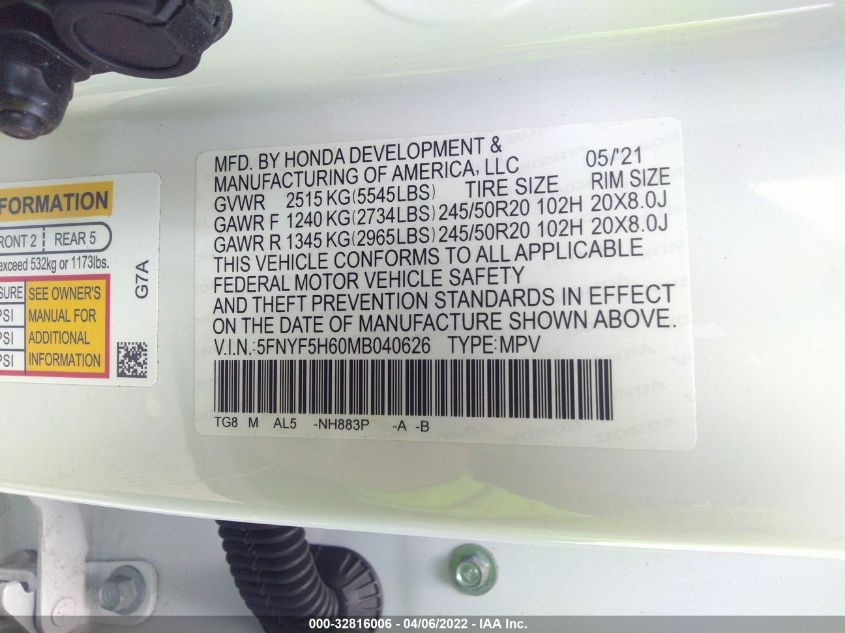 MFD. BY HONDA DEVELOPMENT &
MANUFACTURING OF AMERICA, LLC 05/'21
GVWR 2515 KG(5545LBS) TIRE SIZE RIM SIZE
GAWR F 1240 KG(2734LBS) 245/50R20 102H 20X8.0J
GAWR R 1345 KG(2965LBS) 245/50R20 102H 20X8.0J
THIS VEHICLE CONFORMS TO ALL APPLICABLE
FEDERAL MOTOR VEHICLE SAFETY
AND THEFT PREVENTION STANDARDS IN EFFECT
ON THE DATE OF MANUFACTURE SHOWN ABOVE.
V.I.N.:5FNYF5H60MB040626 TYPE:MPV
TG8 M AL5 -NH883P -A -B
FORMATION
RONT 2 REAR 5
exceed 532kg or 1173lbs.
SURE
PSI
PSI
PSI
SEE OWNER'S
MANUAL FOR
ADDITIONAL
INFORMATION
G7A
000-32816006 - 04/06/2022 - IAA Inc.